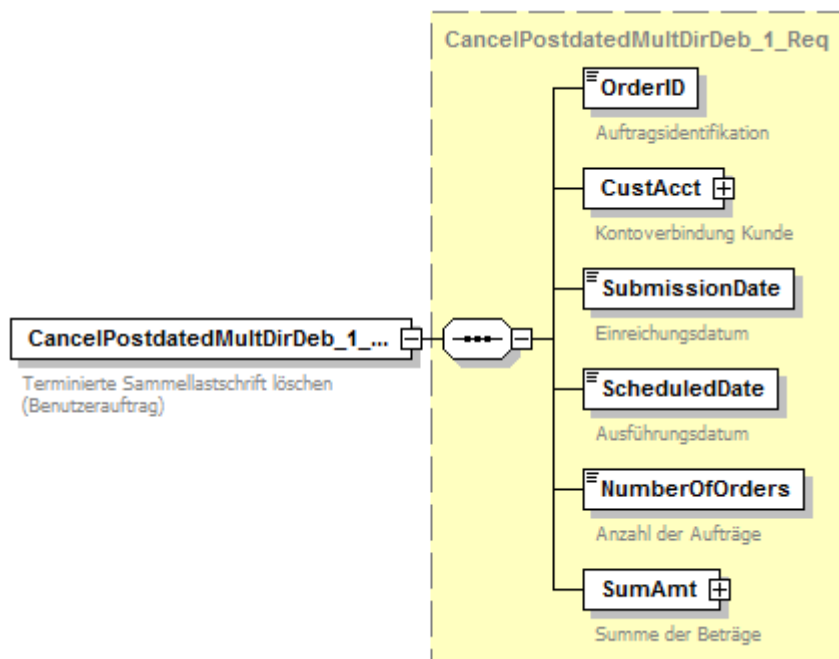 CancelPostdatedMultDirDeb_1_Req
OrderID
Auftragsidentifikation
CustAcct
Kontoverbindung Kunde
SubmissionDate
Einreichungsdatum
CancelPostdatedMultDirDeb_1_...
Terminierte Sammellastschrift löschen
(Benutzerauftrag)
ScheduledDate
Ausführungsdatum
NumberOfOrders
Anzahl der Aufträge
SumAmt
Summe der Beträge